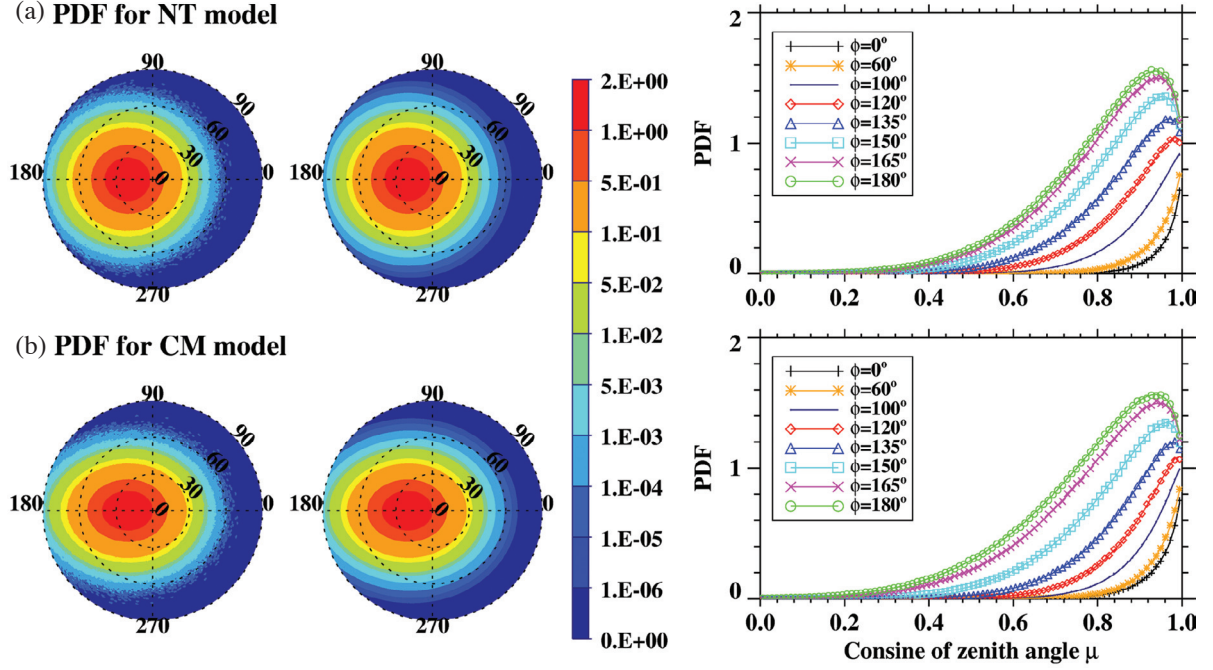 (a) PDF for NT model
90
90
60
30
0
180
270
90
90
60
30
0
180
270
2.E+00
1.E+00
5.E-01
1.E-01
5.E-02
1.E-02
5.E-03
1.E-03
1.E-04
1.E-05
1.E-06
0.E+00
2
1
0
PDF
ϕ=0°
ϕ=60°
ϕ=100°
ϕ=120°
ϕ=135°
ϕ=150°
ϕ=165°
ϕ=180°
0.0 0.2 0.4 0.6 0.8 1.0
(b) PDF for CM model
90
90
60
30
0
180
270
90
90
60
30
0
180
270
2
1
0
PDF
ϕ=0°
ϕ=60°
ϕ=100°
ϕ=120°
ϕ=135°
ϕ=150°
ϕ=165°
ϕ=180°
0.0 0.2 0.4 0.6 0.8 1.0
Consine of zenith angle μ